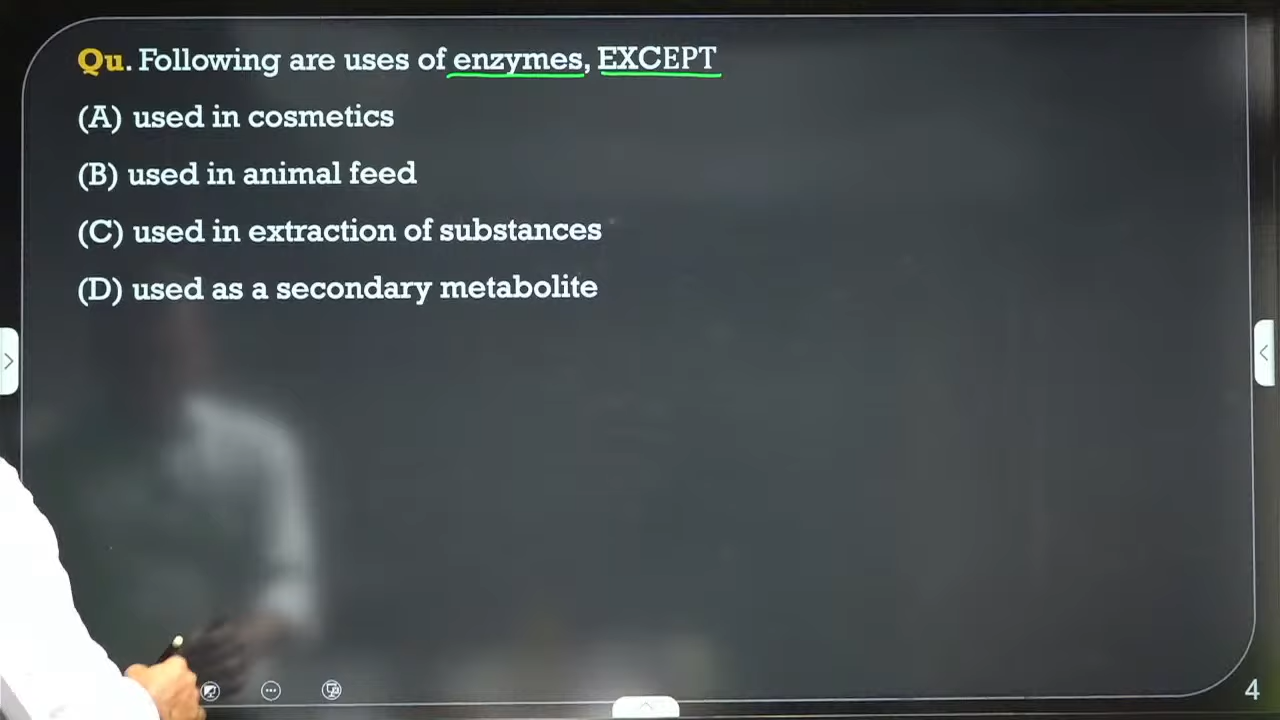 Qu. Following are uses of enzymes, EXCEPT
(A) used in cosmetics
(B) used in animal feed
(C) used in extraction of substances
(D) used as a secondary metabolite
4